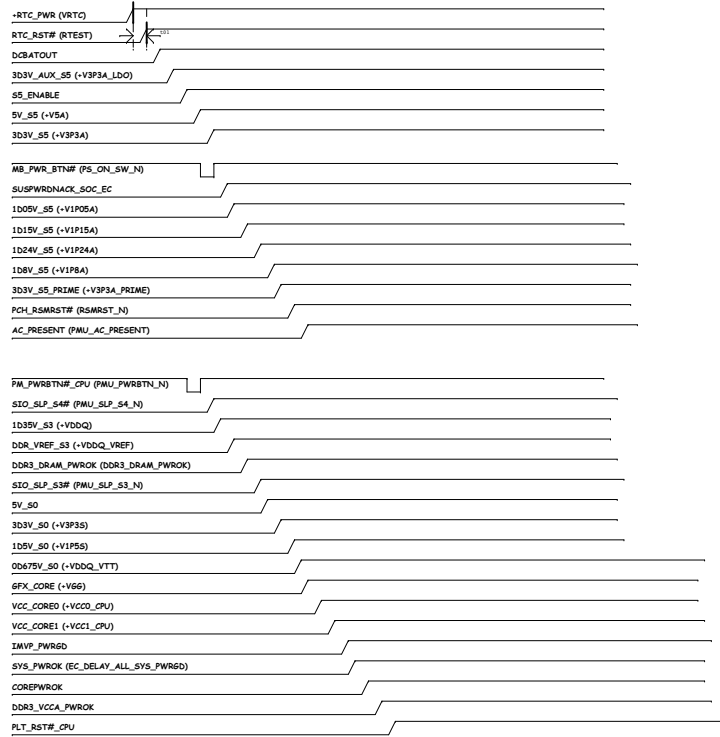 +RTC_PWR (VRTC)
RTC_RST# (RTEST)
t01
DCBATOUT
3D3V_AUX_S5 (+V3P3A_LDO)
S5_ENABLE
5V_S5 (+V5A)
3D3V_S5 (+V3P3A)
MB_PWR_BTN# (PS_ON_SW_N)
SUSPWRDNACK_SOC_EC
1D05V_S5 (+V1P05A)
1D15V_S5 (+V1P15A)
1D24V_S5 (+V1P24A)
1D8V_S5 (+V1P8A)
3D3V_S5_PRIME (+V3P3A_PRIME)
PCH_RSMRST# (RSMRST_N)
AC_PRESENT (PMU_AC_PRESENT)
PM_PWRBTN#_CPU (PMU_PWRBTN_N)
SIO_SLP_S4# (PMU_SLP_S4_N)
1D35V_S3 (+VDDQ)
DDR_VREF_S3 (+VDDQ_VREF)
DDR3_DRAM_PWROK (DDR3_DRAM_PWROK)
SIO_SLP_S3# (PMU_SLP_S3_N)
5V_S0
3D3V_S0 (+V3P3S)
1D5V_S0 (+V1P5S)
0D675V_S0 (+VDDQ_VTT)
GFX_CORE (+VGG)
VCC_CORE0 (+VCC0_CPU)
VCC_CORE1 (+VCC1_CPU)
IMVP_PWRGD
SYS_PWROK (EC_DELAY_ALL_SYS_PWRGD)
COREPWROK
DDR3_VCCA_PWROK
PLT_RST#_CPU